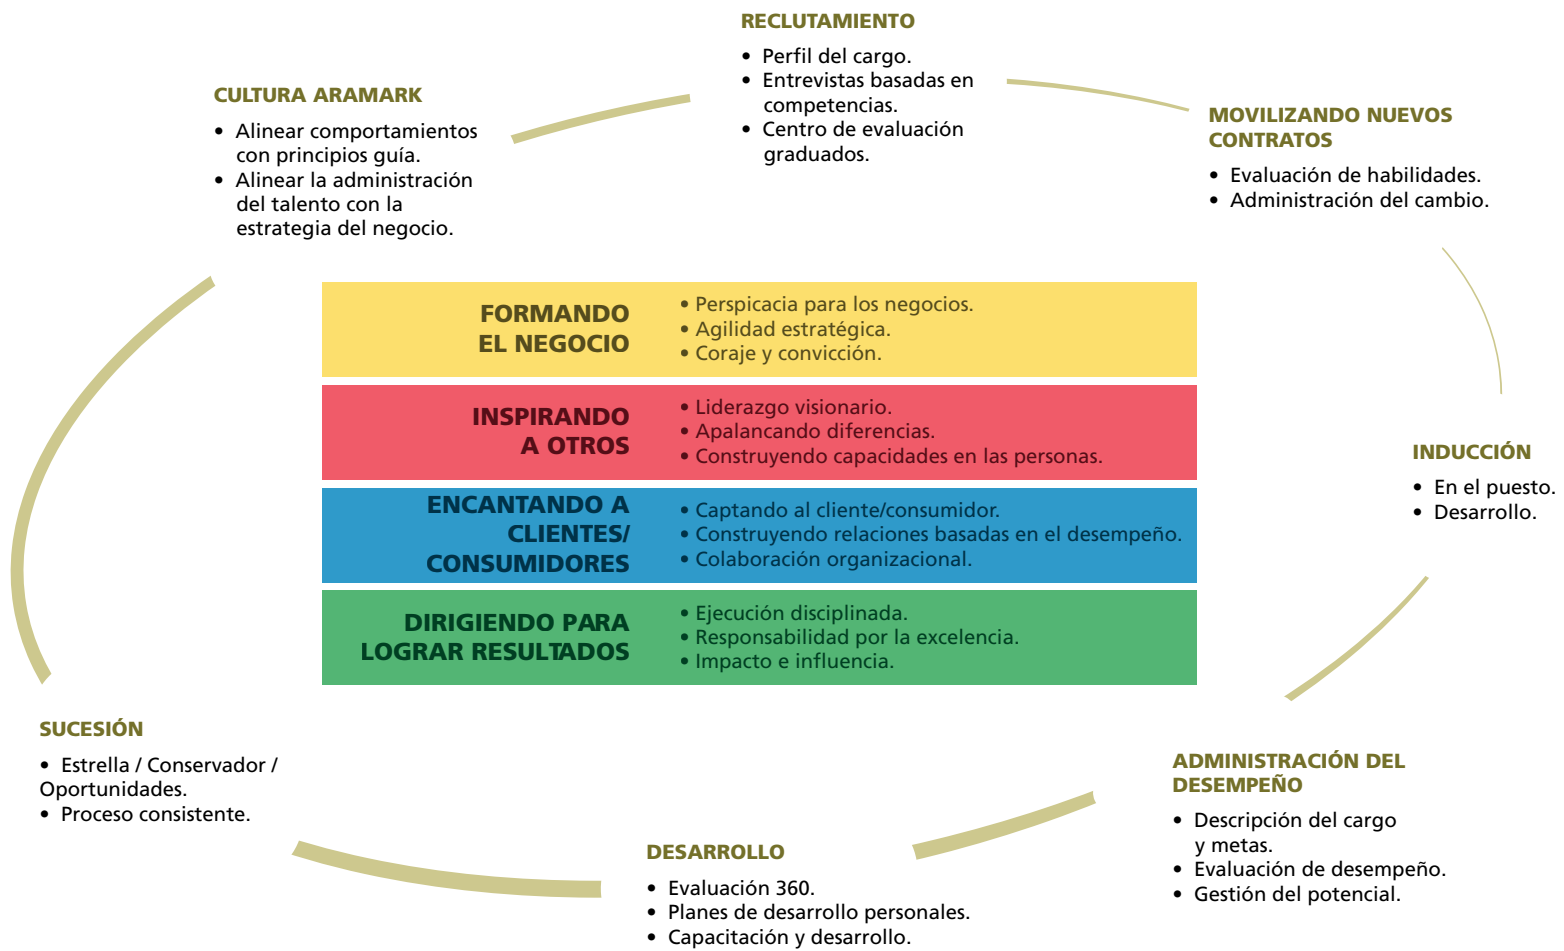 RECLUTAMIENTO
• Perfil del cargo.
• Entrevistas basadas en
competencias.
• Centro de evaluación
graduados.
CULTURA ARAMARK
• Alinear comportamientos
con principios guía.
• Alinear la administración
del talento con la
estrategia del negocio.
MOVILIZANDO NUEVOS
CONTRATOS
• Evaluación de habilidades.
• Administración del cambio.
FORMANDO
EL NEGOCIO
• Perspicacia para los negocios.
• Agilidad estratégica.
• Coraje y convicción.
INSPIRANDO
A OTROS
• Liderazgo visionario.
• Apalancando diferencias.
• Construyendo capacidades en las personas.
ENCANTANDO A
CLIENTES/
CONSUMIDORES
• Captando al cliente/consumidor.
• Construyendo relaciones basadas en el desempeño.
• Colaboración organizacional.
DIRIGIENDO PARA
LOGRAR RESULTADOS
• Ejecución disciplinada.
• Responsabilidad por la excelencia.
• Impacto e influencia.
INDUCCIÓN
• En el puesto.
• Desarrollo.
SUCESIÓN
• Estrella / Conservador /
Oportunidades.
• Proceso consistente.
DESARROLLO
• Evaluación 360.
• Planes de desarrollo personales.
• Capacitación y desarrollo.
ADMINISTRACIÓN DEL
DESEMPEÑO
• Descripción del cargo
y metas.
• Evaluación de desempeño.
• Gestión del potencial.